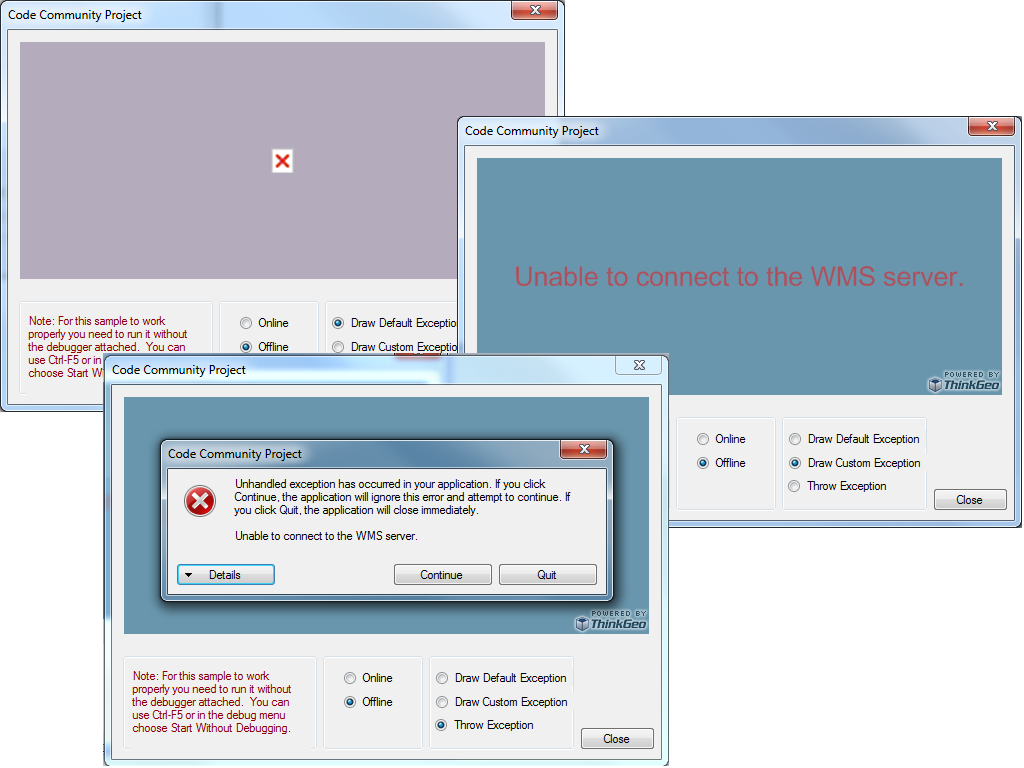 Code Community Project
Note: For this sample to work
properly you need to run it without
the debugger attached. You can
use Ctrl-F5 or in
choose Start
Online
Offline
Draw Default Exceptio
Draw Custom Exceptio
Code Community Project
Unable to connect to the WMS server.
POWERED BY
ThinkGeo
Online
Offline
Draw Default Exception
Draw Custom Exception
Throw Exception
Close
Code Community Project
Code Community Project
Unhandled exception has occurred in your application. If you click
Continue, the application will ignore this error and attempt to continue. If
you click Quit, the application will close immediately.
Unable to connect to the WMS server.
Details
Continue
Quit
POWERED BY
ThinkGeo
Note: For this sample to work
properly you need to run it without
the debugger attached. You can
use Ctrl-F5 or in the debug menu
choose Start Without Debugging.
Online
Offline
Draw Default Exception
Draw Custom Exception
Throw Exception
Close